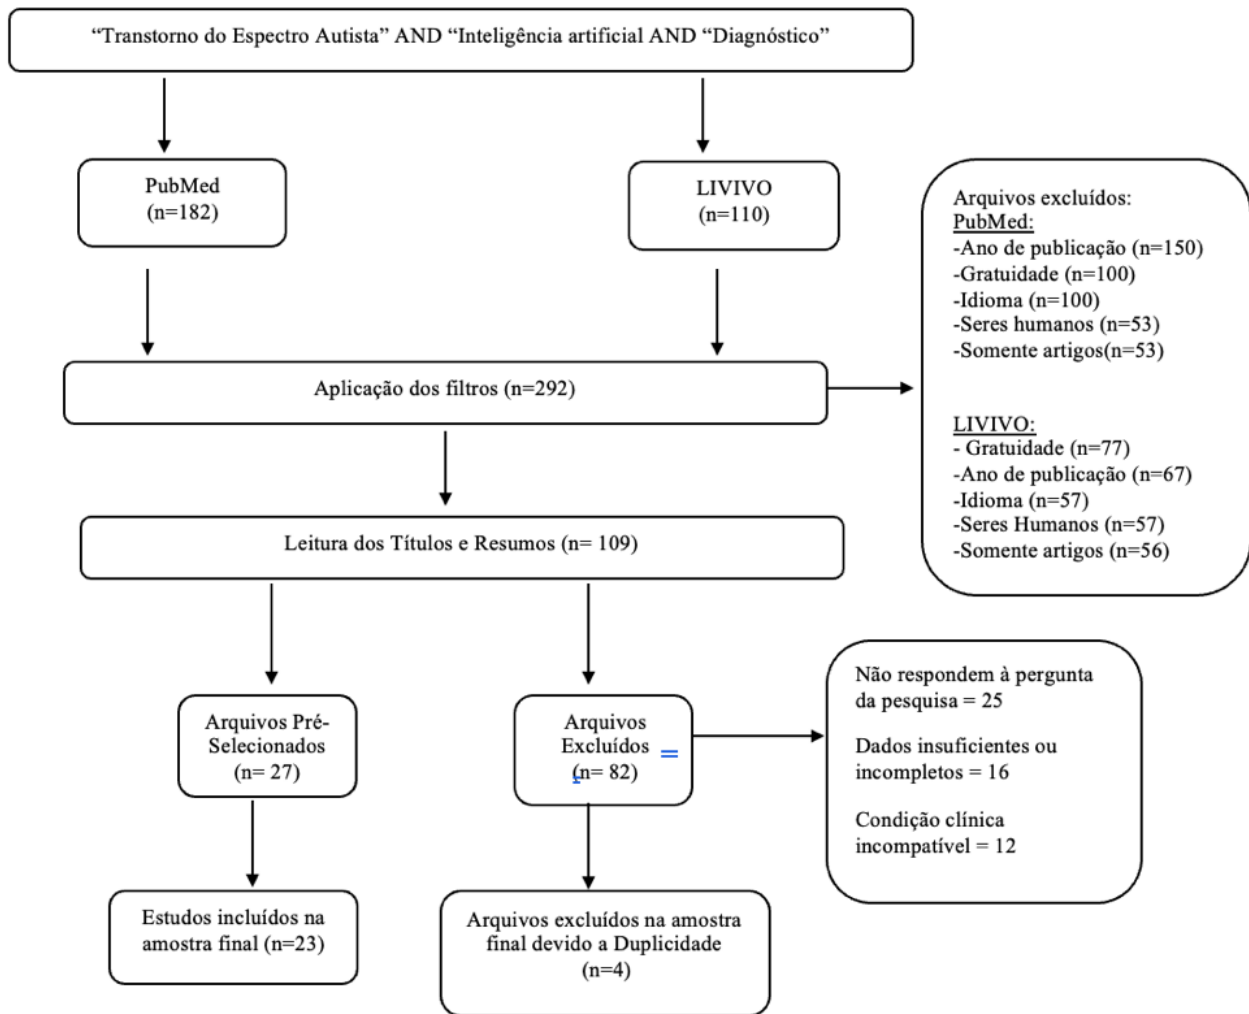 “Transtorno do Espectro Autista” AND “Inteligência artificial AND “Diagnóstico”
PubMed
(n=182)
LIVIVO
(n=110)
Arquivos excluídos:
PubMed:
-Ano de publicação (n=150)
-Gratuidade (n=100)
-Idioma (n=100)
-Seres humanos (n=53)
-Somente artigos(n=53)
LIVIVO:
- Gratuidade (n=77)
-Ano de publicação (n=67)
-Idioma (n=57)
-Seres Humanos (n=57)
-Somente artigos (n=56)
Aplicação dos filtros (n=292)
Leitura dos Títulos e Resumos (n= 109)
Arquivos Pré-
Selecionados
(n= 27)
Arquivos
Excluídos
(n= 82)
Não respondem à pergunta
da pesquisa = 25
Dados insuficientes ou
incompletos = 16
Condição clínica
incompatível = 12
Estudos incluídos na
amostra final (n=23)
Arquivos excluídos na amostra
final devido a Duplicidade
(n=4)